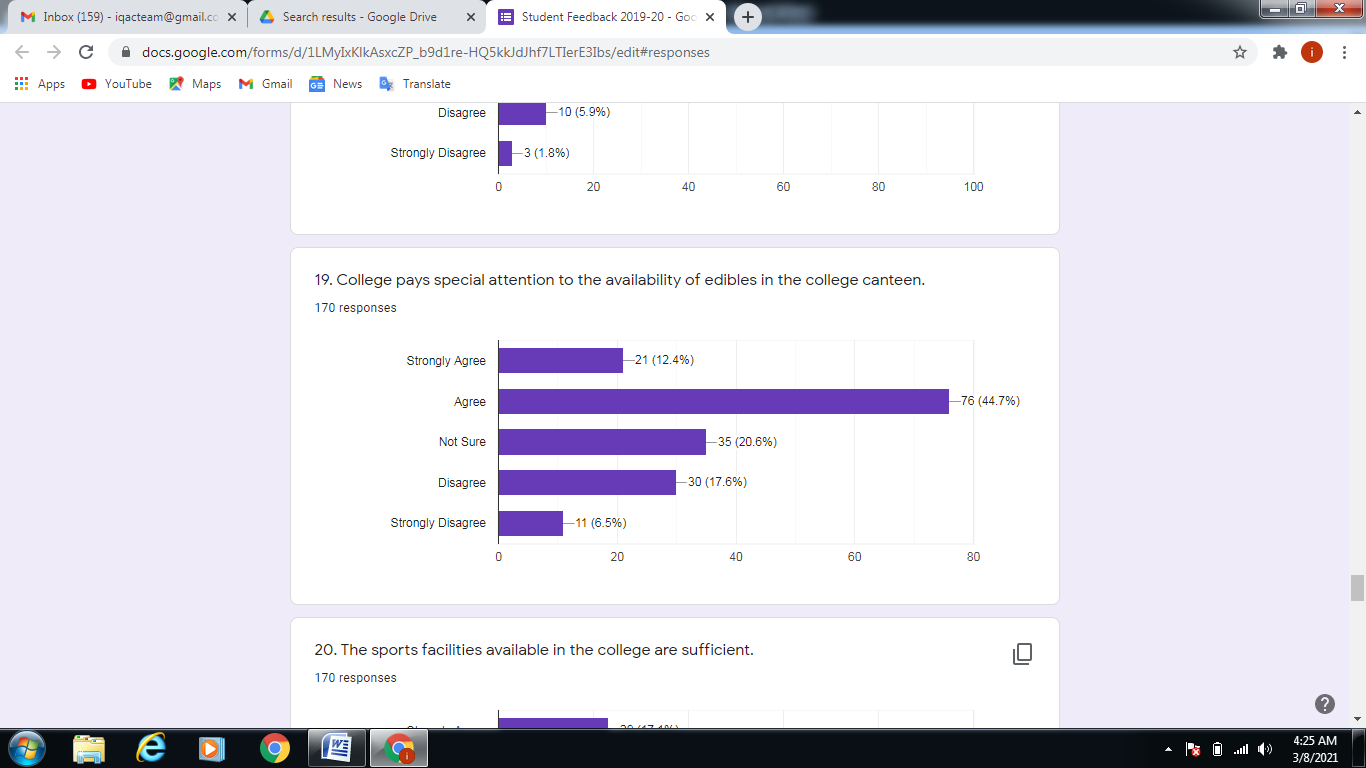 Inbox (159) - iqacteam@gmail.co
Search results - Google Drive
Student Feedback 2019-20 - Goo
docs.google.com/forms/d/1LMyIxKlkAsxcZP_b9d1re-HQ5kkJdJhf7LTIerE3Ibs/edit#responses
Apps YouTube Maps Gmail News Translate
Disagree 10 (5.9%)
Strongly Disagree 3 (1.8%)
0 20 40 60 80 100
19. College pays special attention to the availability of edibles in the college canteen.
170 responses
Strongly Agree 21 (12.4%)
Agree 76 (44.7%)
Not Sure 35 (20.6%)
Disagree 30 (17.6%)
Strongly Disagree 11 (6.5%)
0 20 40 60 80
20. The sports facilities available in the college are sufficient.
170 responses
4:25 AM
3/8/2021